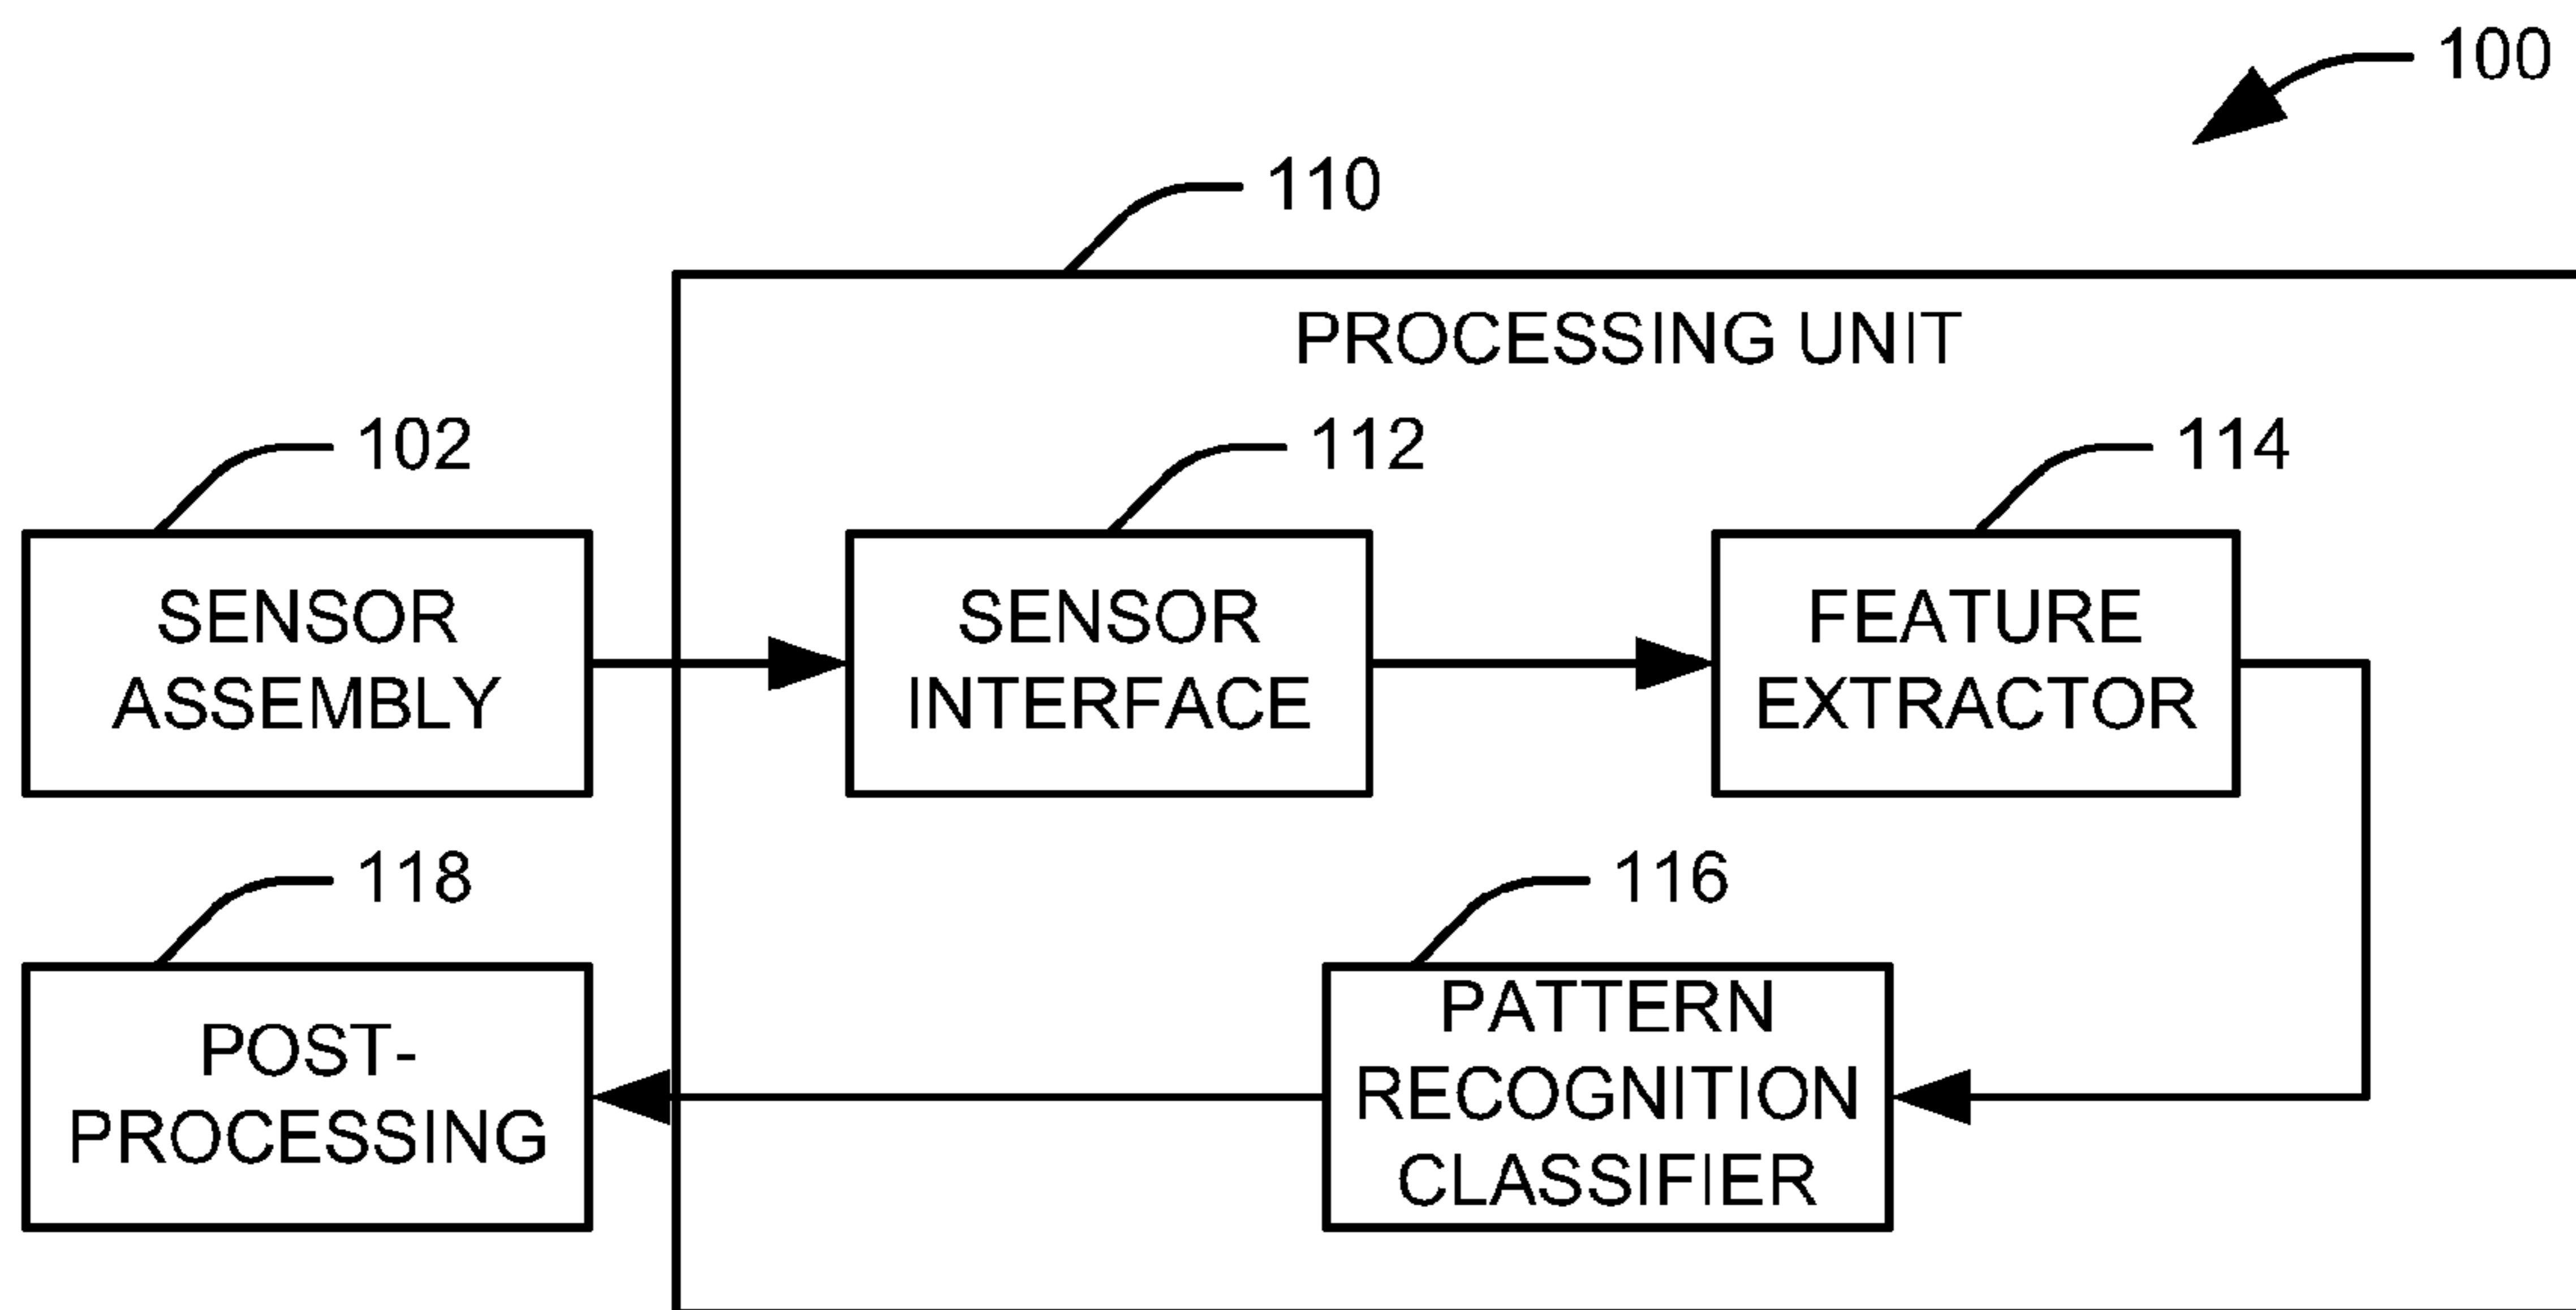 100
110
PROCESSING UNIT
102
112
114
SENSOR
ASSEMBLY
SENSOR
INTERFACE
FEATURE
EXTRACTOR
118
116
POST-
PROCESSING
PATTERN
RECOGNITION
CLASSIFIER